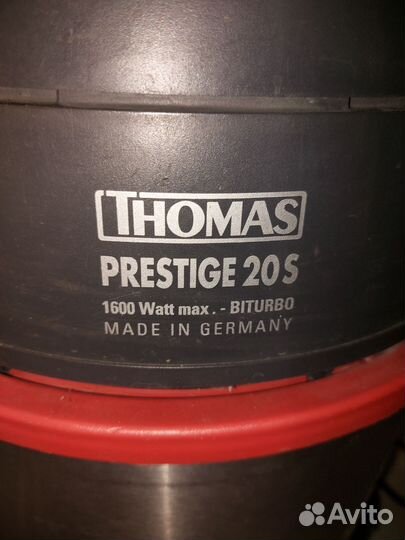 THOMAS
PRESTIGE 20 S
1600 Watt max. - BITURBO
MADE IN GERMANY
Avito